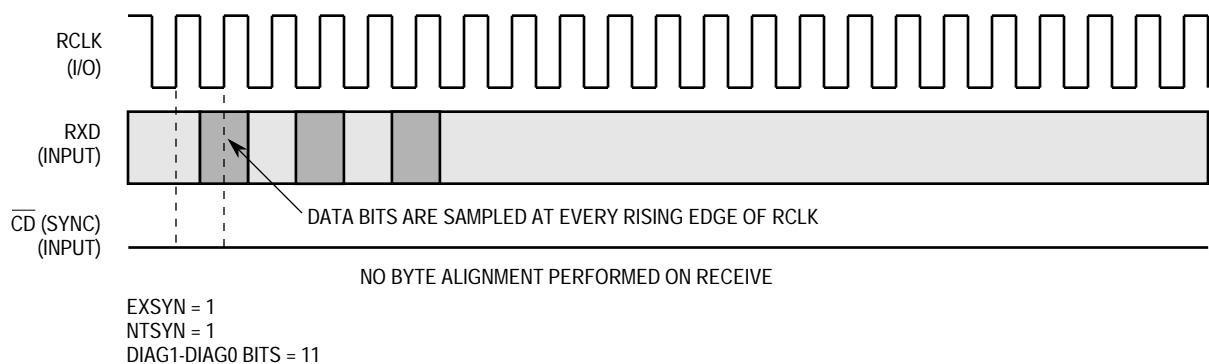 RCLK
(I/O)
RXD
(INPUT)
DATA BITS ARE SAMPLED AT EVERY RISING EDGE OF RCLK
C̅D̅ (SYNC)
(INPUT)
NO BYTE ALIGNMENT PERFORMED ON RECEIVE
EXSYN = 1
NTSYN = 1
DIAG1-DIAG0 BITS = 11